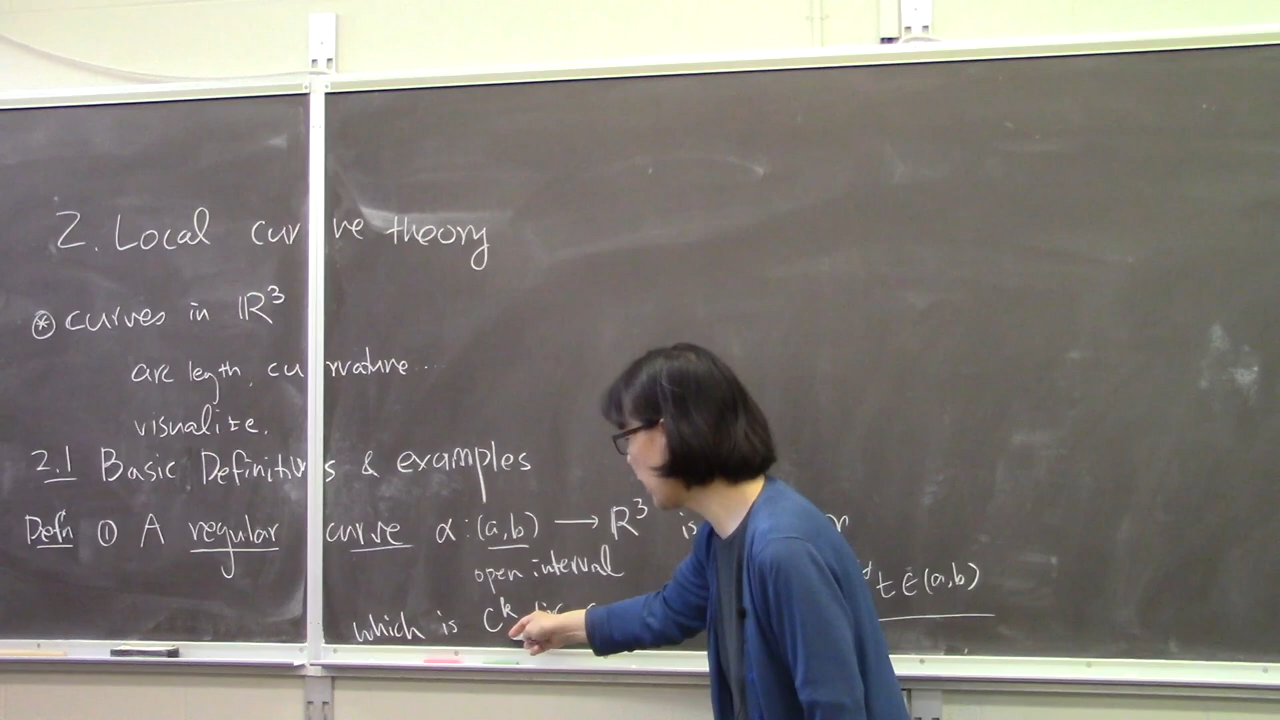 2. Local curve theory
⊛ curves in ℝ³
arc length, curvature...
visualize.
2.1 Basic Definitions & examples
Defn ① A regular curve α: (a,b) ⟶ ℝ³ is
open interval
which is Cᵏ t ∈ (a,b)